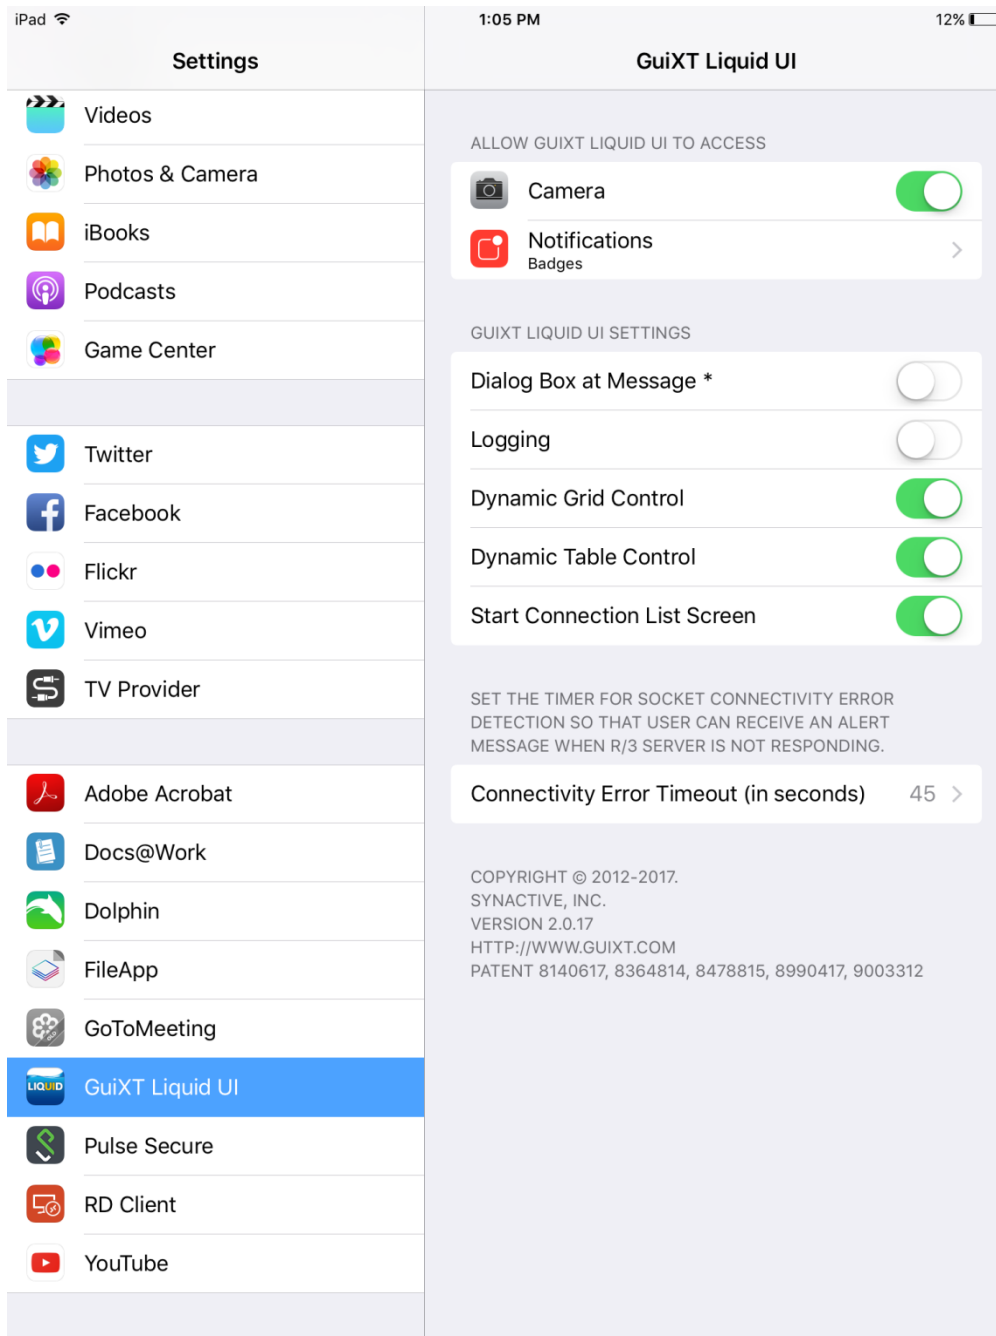 iPad
1:05 PM
12%
Settings
GuiXT Liquid UI
Videos
Photos & Camera
iBooks
Podcasts
Game Center
Twitter
Facebook
Flickr
Vimeo
TV Provider
Adobe Acrobat
Docs@Work
Dolphin
FileApp
GoToMeeting
LIQUID
GuiXT Liquid UI
Pulse Secure
RD Client
YouTube
ALLOW GUIXT LIQUID UI TO ACCESS
Camera
Notifications
Badges
GUIXT LIQUID UI SETTINGS
Dialog Box at Message *
Logging
Dynamic Grid Control
Dynamic Table Control
Start Connection List Screen
SET THE TIMER FOR SOCKET CONNECTIVITY ERROR
DETECTION SO THAT USER CAN RECEIVE AN ALERT
MESSAGE WHEN R/3 SERVER IS NOT RESPONDING.
Connectivity Error Timeout (in seconds) 45
COPYRIGHT © 2012-2017.
SYNACTIVE, INC.
VERSION 2.0.17
HTTP://WWW.GUIXT.COM
PATENT 8140617, 8364814, 8478815, 8990417, 9003312